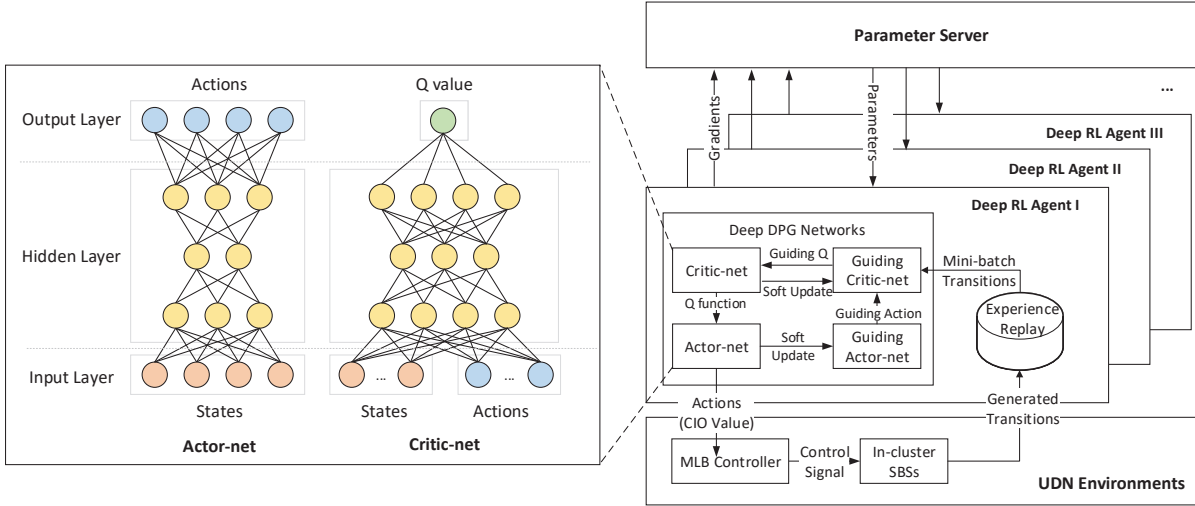 Actions
Q value
Output Layer
Hidden Layer
Input Layer
...
...
States
States
Actions
Actor-net
Critic-net
Parameter Server
...
Gradients
Parameters
Deep RL Agent III
Deep RL Agent II
Deep RL Agent I
Deep DPG Networks
Critic-net
Guiding Q
Soft Update
Guiding
Critic-net
Mini-batch
Transitions
Q function
Guiding Action
Experience
Replay
Actor-net
Soft
Update
Guiding
Actor-net
Actions
(CIO Value)
Generated
Transitions
MLB Controller
Control
Signal
In-cluster
SBSs
UDN Environments